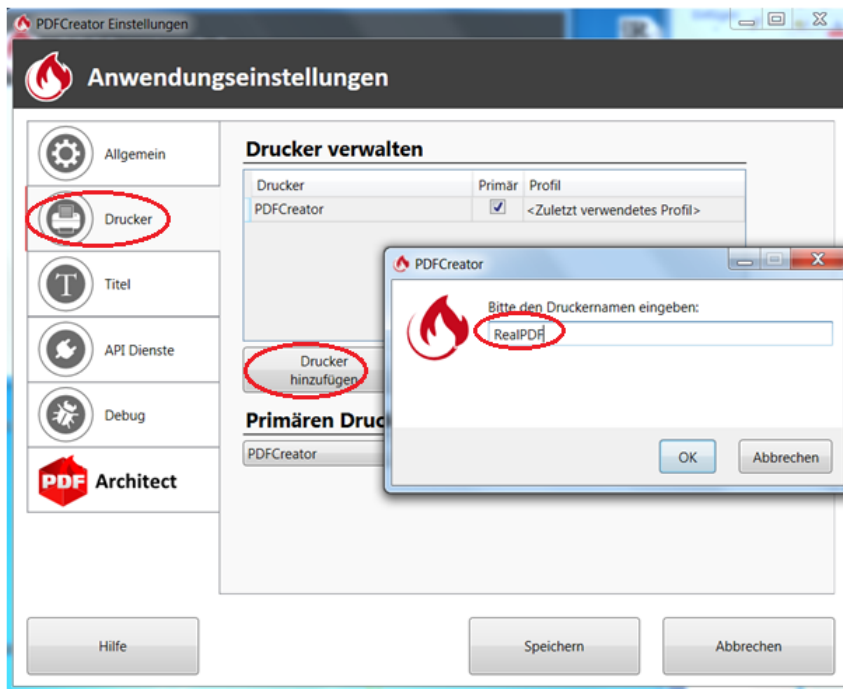 PDFCreator Einstellungen
Anwendungseinstellungen
Allgemein
Drucker
Titel
API Dienste
Debug
PDF Architect
Drucker verwalten
Drucker Primär Profil
PDFCreator <Zuletzt verwendetes Profil>
Drucker
hinzufügen
Primären Druc
PDFCreator
PDFCreator
Bitte den Druckernamen eingeben:
RealPDF
OK Abbrechen
Hilfe Speichern Abbrechen